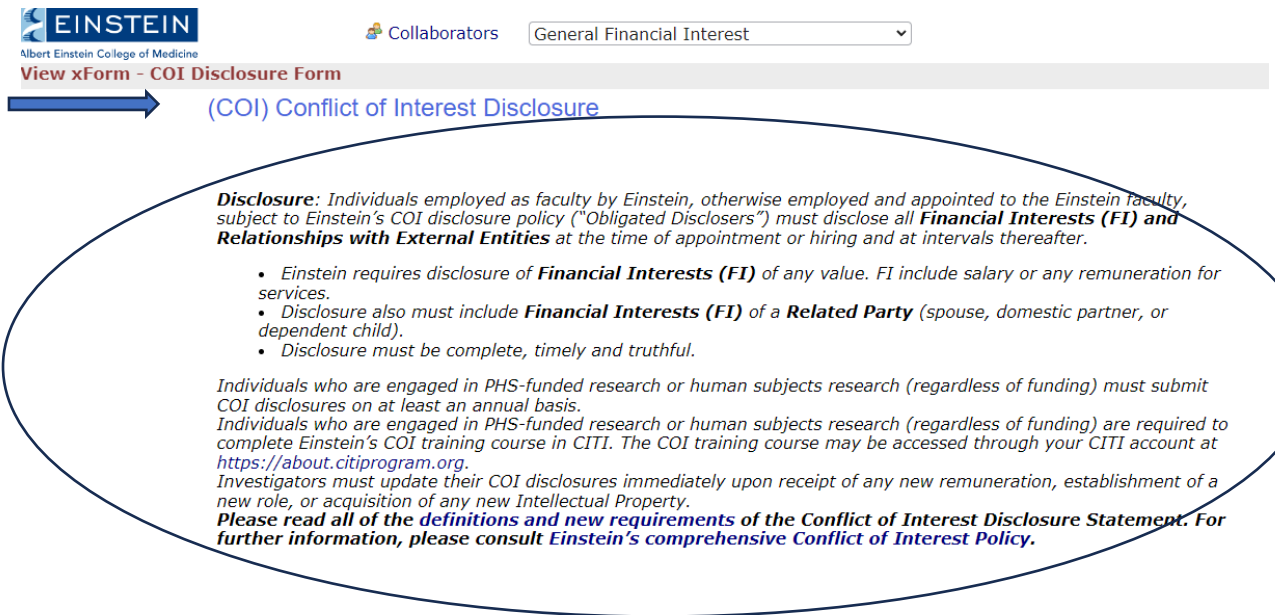 EINSTEIN
Albert Einstein College of Medicine
Collaborators
General Financial Interest
View xForm - COI Disclosure Form
(COI) Conflict of Interest Disclosure
Disclosure: Individuals employed as faculty by Einstein, otherwise employed and appointed to the Einstein faculty,
subject to Einstein's COI disclosure policy ("Obligated Disclosers") must disclose all Financial Interests (FI) and
Relationships with External Entities at the time of appointment or hiring and at intervals thereafter.
• Einstein requires disclosure of Financial Interests (FI) of any value. FI include salary or any remuneration for
services.
• Disclosure also must include Financial Interests (FI) of a Related Party (spouse, domestic partner, or
dependent child).
• Disclosure must be complete, timely and truthful.
Individuals who are engaged in PHS-funded research or human subjects research (regardless of funding) must submit
COI disclosures on at least an annual basis.
Individuals who are engaged in PHS-funded research or human subjects research (regardless of funding) are required to
complete Einstein's COI training course in CITI. The COI training course may be accessed through your CITI account at
https://about.citiprogram.org.
Investigators must update their COI disclosures immediately upon receipt of any new remuneration, establishment of a
new role, or acquisition of any new Intellectual Property.
Please read all of the definitions and new requirements of the Conflict of Interest Disclosure Statement. For
further information, please consult Einstein's comprehensive Conflict of Interest Policy.